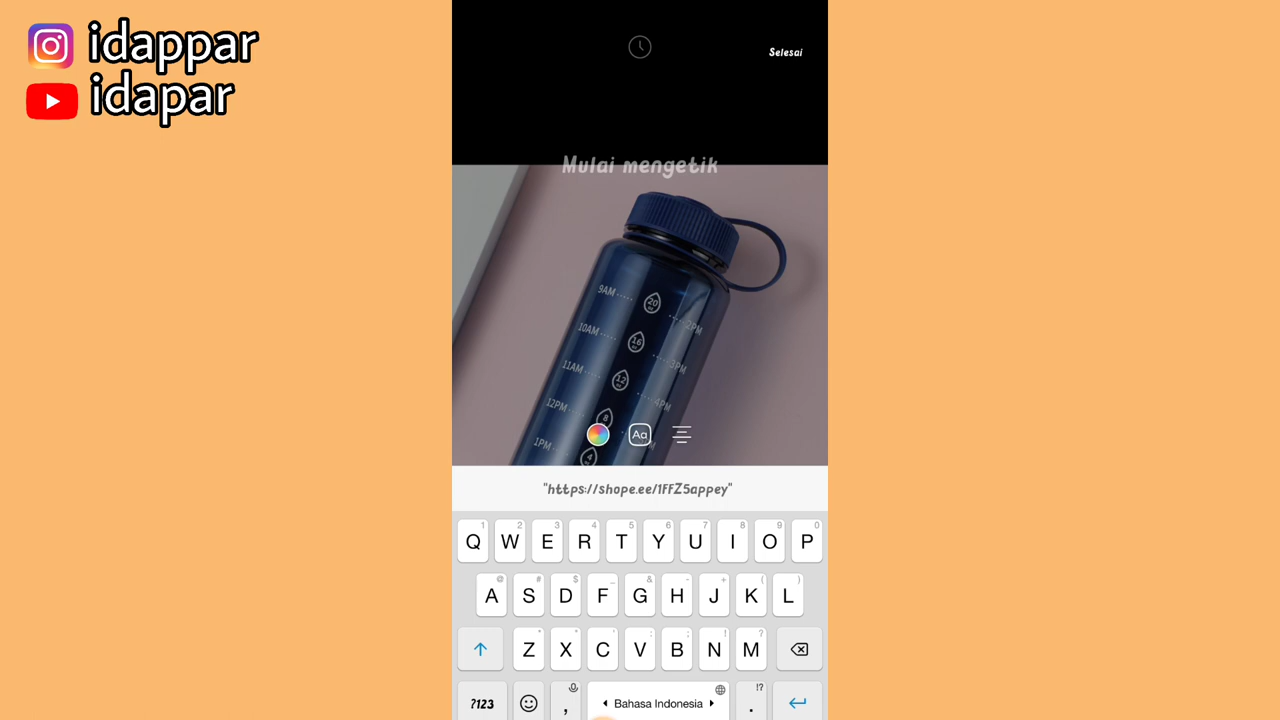 idappar
idapar
Selesai
Mulai mengetik
9AM
20
2PM
10AM
16
3PM
11AM
12
4PM
12PM
8
1PM
M
4
Aa
"https://shope.ee/1FFZ5appey"
1 2 3 4 5 6 7 8 9 0
Q W E R T Y U I O P
@ # $ _ & - + ( )
A S D F G H J K L
* " ' : ; ! ?
Z X C V B N M
?123 , Bahasa Indonesia . !?